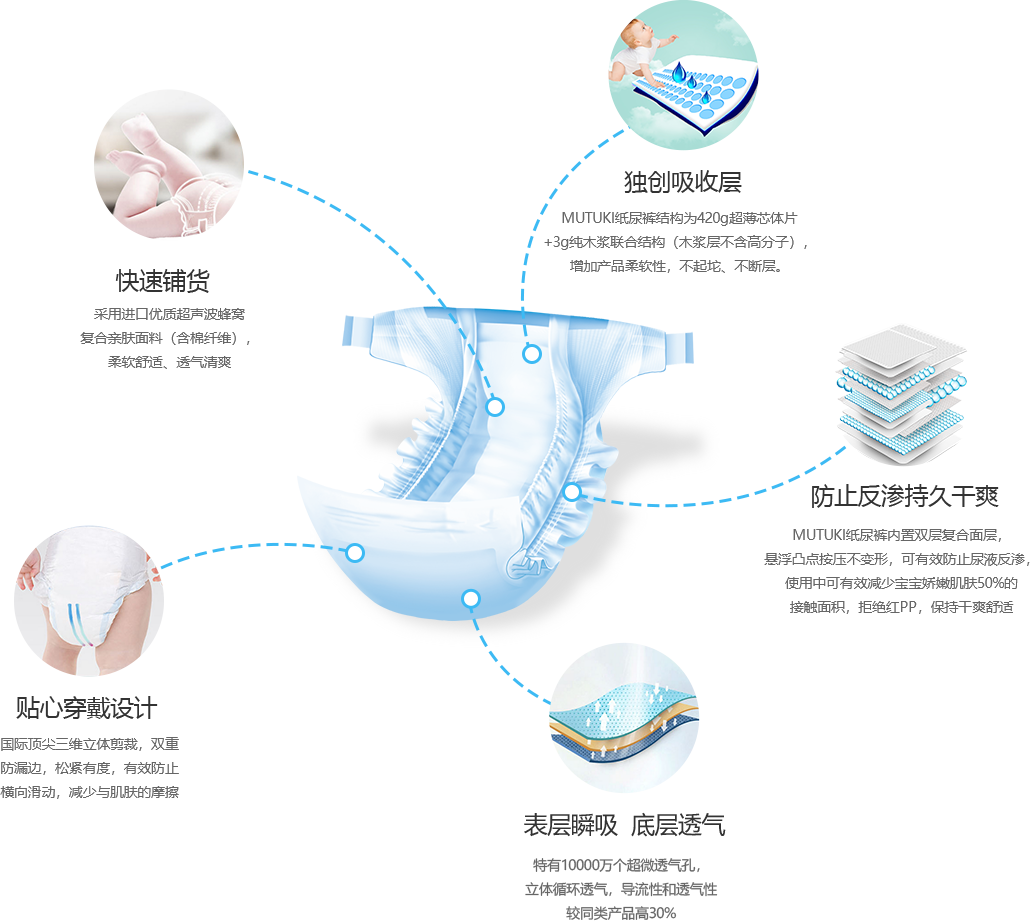 独创吸收层
MUTUKI纸尿裤结构为420g超薄芯体片
+3g纯木浆联合结构（木浆层不含高分子），
增加产品柔软性，不起坨、不断层。
快速铺货
采用进口优质超声波蜂窝
复合亲肤面料（含棉纤维），
柔软舒适、透气清爽
防止反渗持久干爽
MUTUKI纸尿裤内置双层复合面层，
悬浮凸点按压不变形，可有效防止尿液反渗，
使用中可有效减少宝宝娇嫩肌肤50%的
接触面积，拒绝红PP，保持干爽舒适
贴心穿戴设计
国际顶尖三维立体剪裁，双重
防漏边，松紧有度，有效防止
横向滑动，减少与肌肤的摩擦
表层瞬吸 底层透气
特有10000万个超微透气孔，
立体循环透气，导流性和透气性
较同类产品高30%